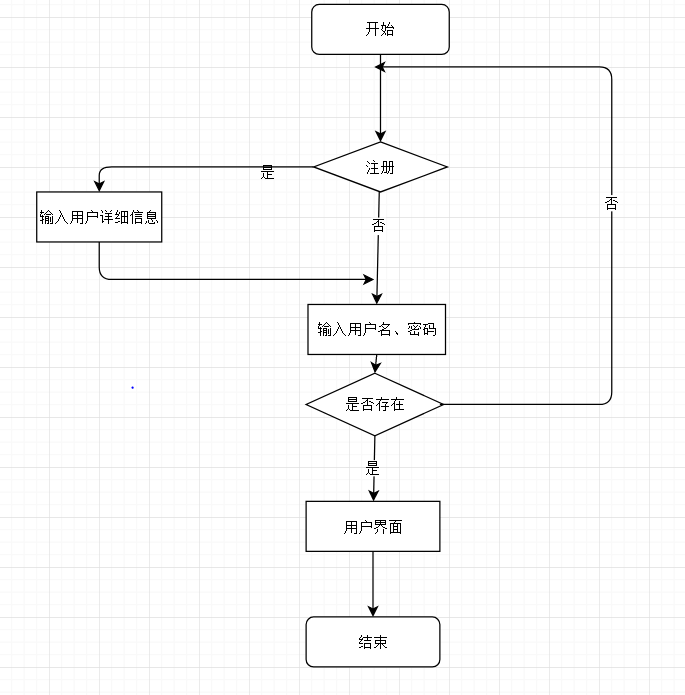 开始
注册
是
否
输入用户详细信息
否
输入用户名、密码
是否存在
是
用户界面
结束